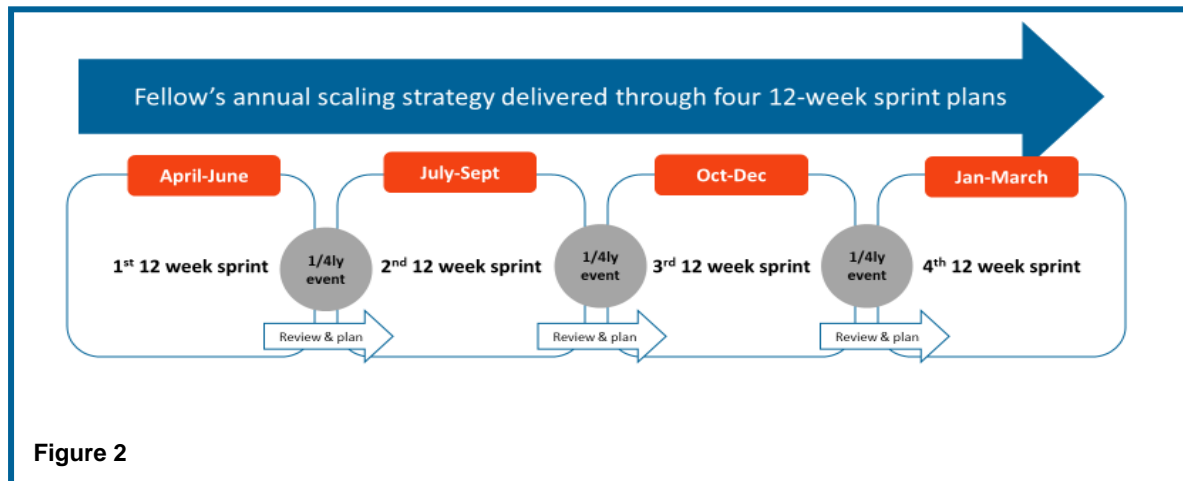 Fellow’s annual scaling strategy delivered through four 12-week sprint plans
April-June
July-Sept
Oct-Dec
Jan-March
1st 12 week sprint
1/4ly
event
2nd 12 week sprint
1/4ly
event
3rd 12 week sprint
1/4ly
event
4th 12 week sprint
Review & plan
Review & plan
Review & plan
Figure 2